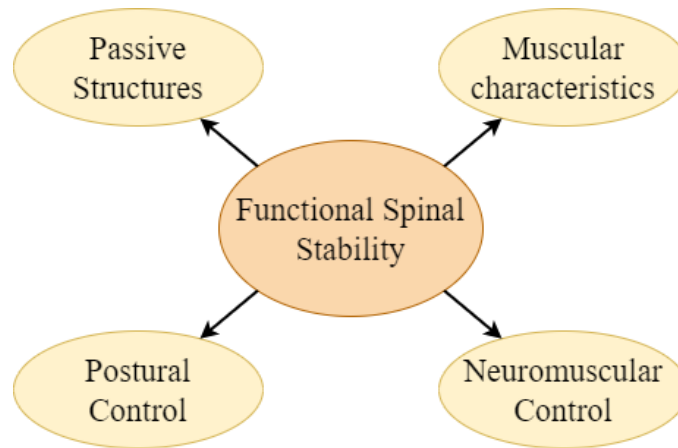 Passive
Structures
Muscular
characteristics
Functional Spinal
Stability
Postural
Control
Neuromuscular
Control